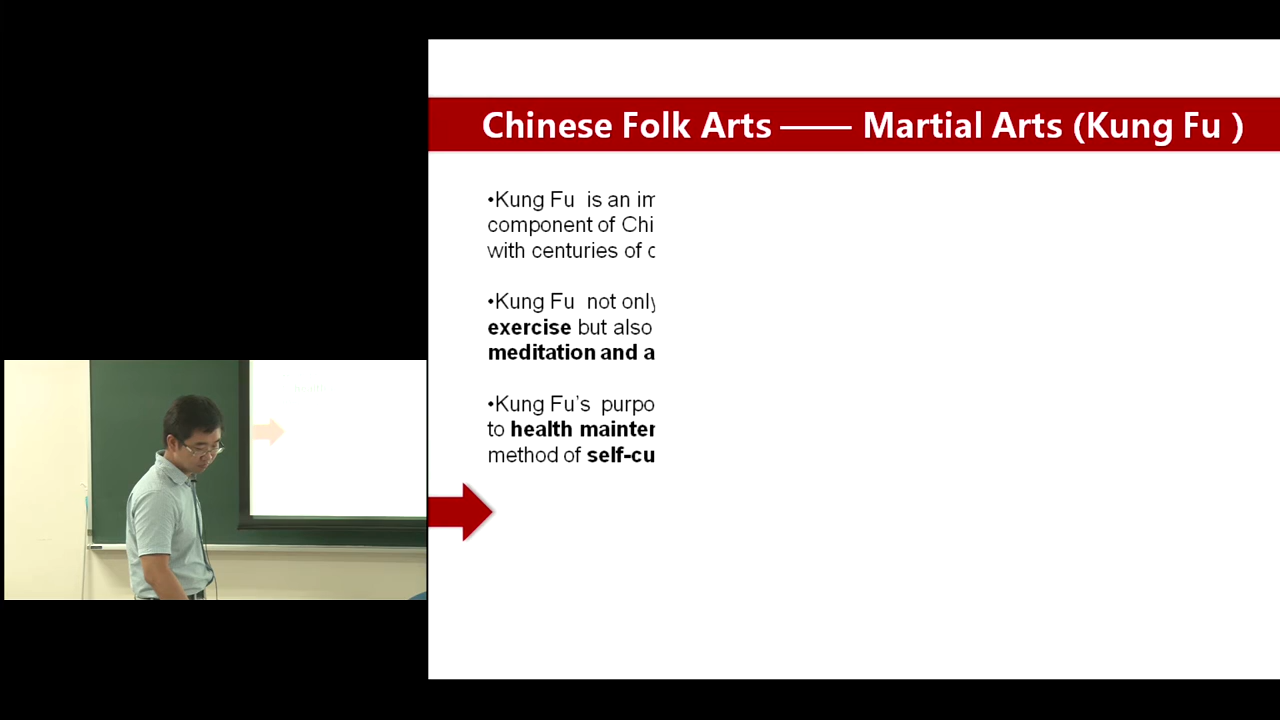 Chinese Folk Arts —— Martial Arts (Kung Fu )
•Kung Fu is an im
component of Chi
with centuries of
•Kung Fu not only
exercise but also
meditation and a
•Kung Fu's purpo
to health mainten
method of self-cu